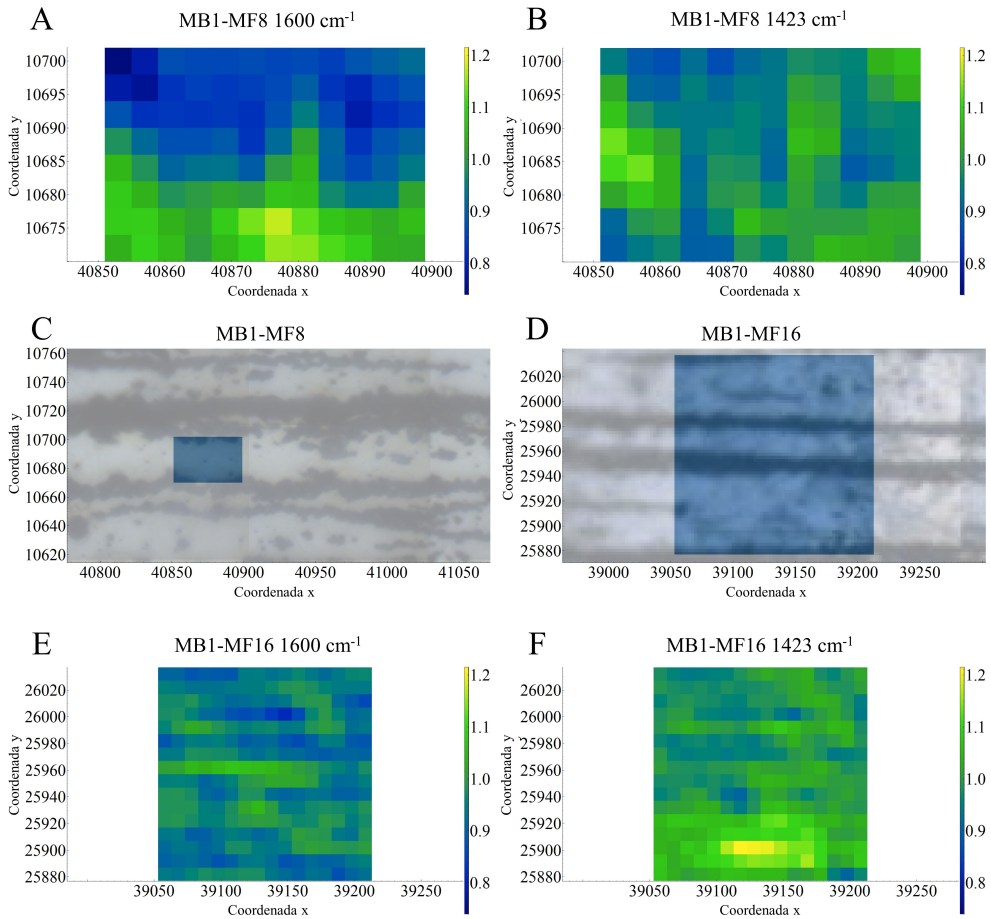 A
MB1-MF8 1600 cm-1
Coordenada y
10700
10695
10690
10685
10680
10675
40850 40860 40870 40880 40890 40900
Coordenada x
1.2
1.1
1.0
0.9
0.8
B
MB1-MF8 1423 cm-1
Coordenada y
10700
10695
10690
10685
10680
10675
40850 40860 40870 40880 40890 40900
Coordenada x
1.2
1.1
1.0
0.9
0.8
C
MB1-MF8
Coordenada y
10760
10740
10720
10700
10680
10660
10640
10620
40800 40850 40900 40950 41000 41050
Coordenada x
D
MB1-MF16
Coordenada y
26020
26000
25980
25940
25960
25920
25900
25880
39000 39050 39100 39150 39200 39250
Coordenada x
E
MB1-MF16 1600 cm-1
Coordenada y
26020
26000
25980
25960
25940
25920
25900
25880
39050 39100 39150 39200 39250
Coordenada x
1.2
1.1
1.0
0.9
0.8
F
MB1-MF16 1423 cm-1
Coordenada y
26020
26000
25980
25960
25940
25920
25900
25880
39050 39100 39150 39200 39250
Coordenada x
1.2
1.1
1.0
0.9
0.8